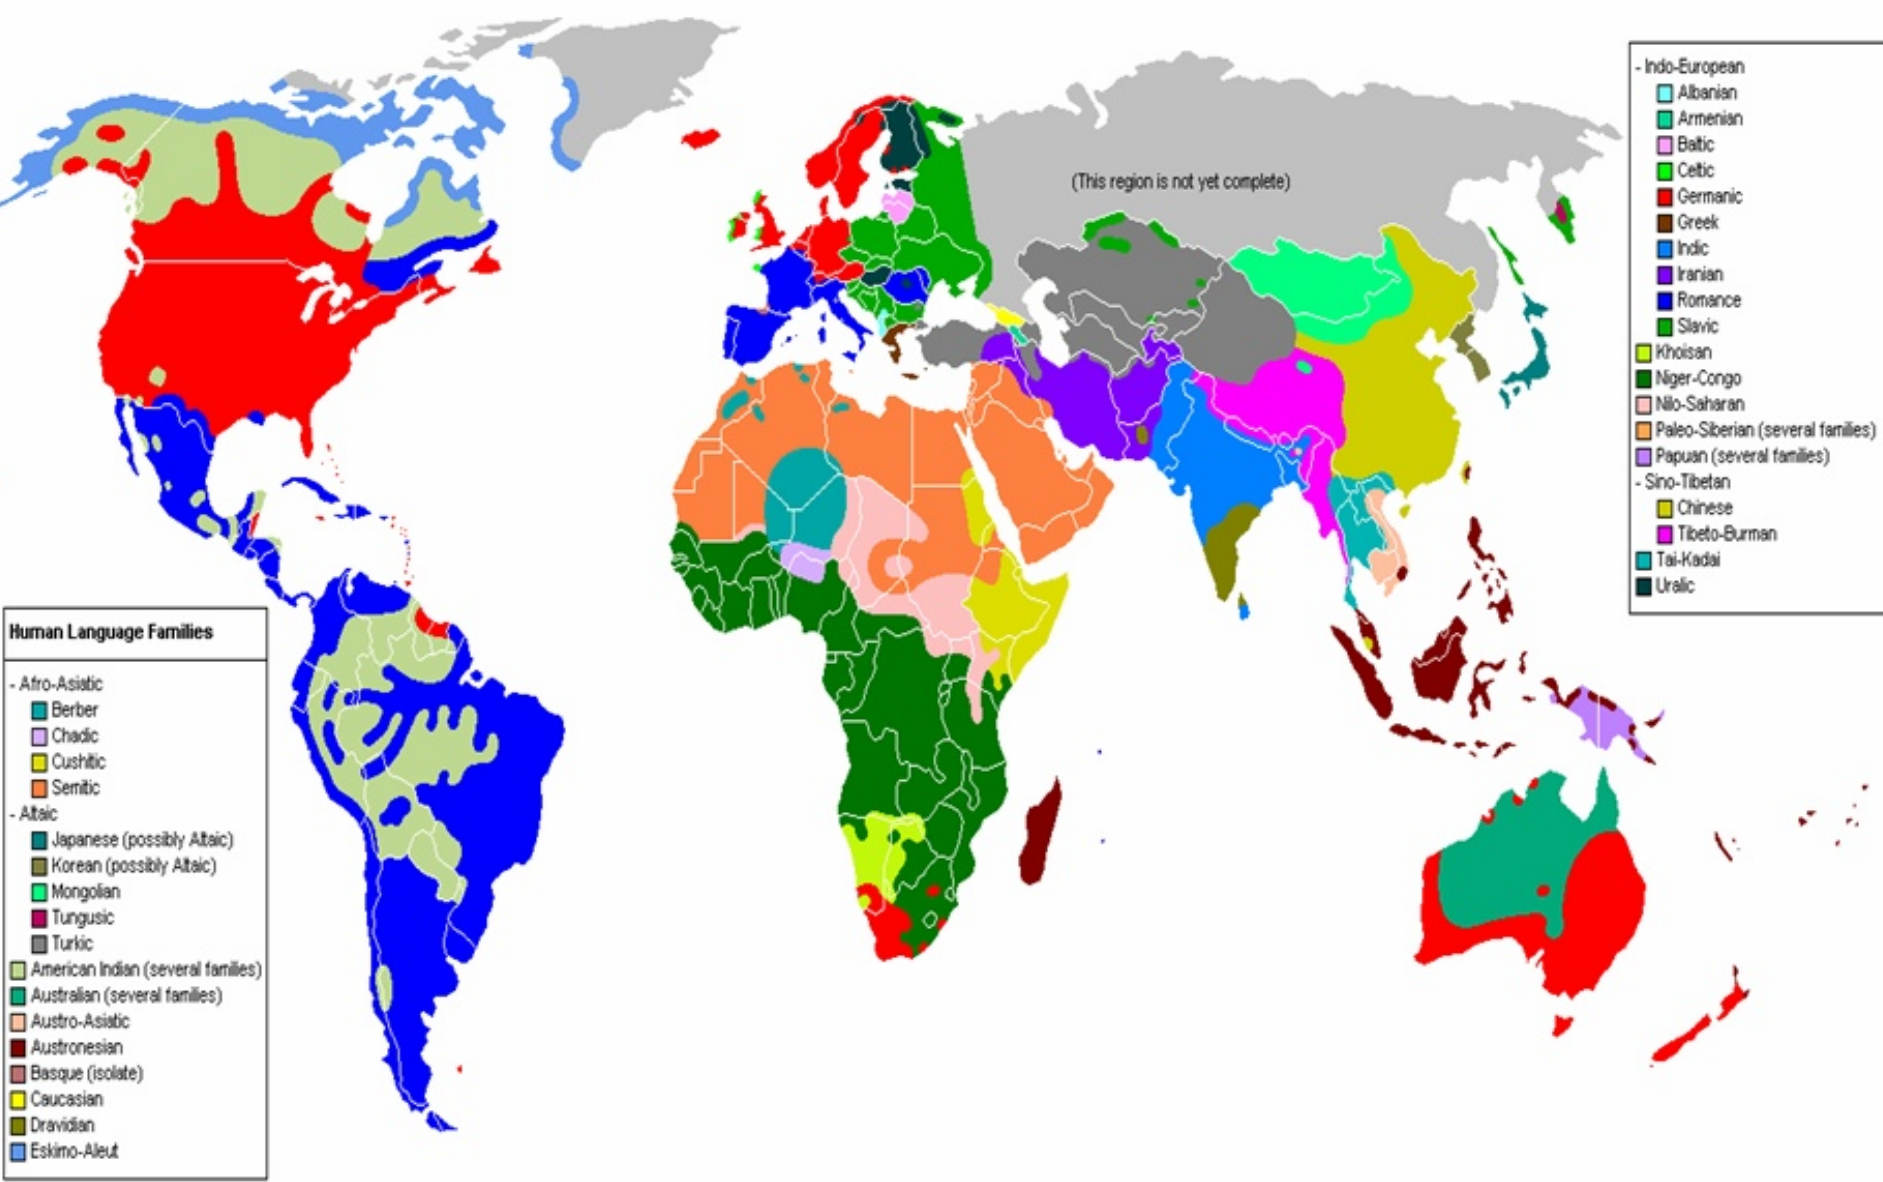 (This region is not yet complete)
- Indo-European
Albanian
Armenian
Baltic
Celtic
Germanic
Greek
Indic
Iranian
Romance
Slavic
Khoisan
Niger-Congo
Nilo-Saharan
Paleo-Siberian (several families)
Papuan (several families)
- Sino-Tibetan
Chinese
Tibeto-Burman
Tai-Kadai
Uralic
Human Language Families
- Afro-Asiatic
Berber
Chadic
Cushitic
Semitic
- Altaic
Japanese (possibly Altaic)
Korean (possibly Altaic)
Mongolian
Tungusic
Turkic
American Indian (several families)
Australian (several families)
Austro-Asiatic
Austronesian
Basque (isolate)
Caucasian
Dravidian
Eskimo-Aleut